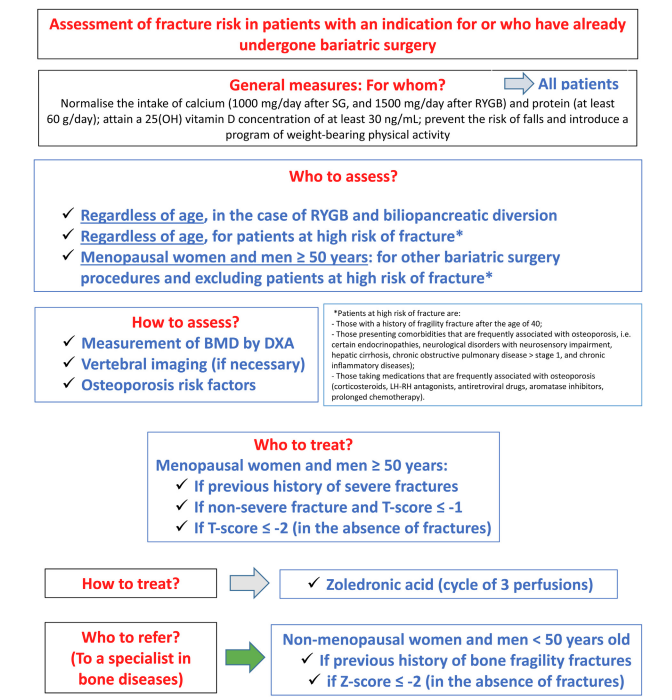 Assessment of fracture risk in patients with an indication for or who have already
undergone bariatric surgery
General measures: For whom? All patients
Normalise the intake of calcium (1000 mg/day after SG, and 1500 mg/day after RYGB) and protein (at least
60 g/day); attain a 25(OH) vitamin D concentration of at least 30 ng/mL; prevent the risk of falls and introduce a
program of weight-bearing physical activity
Who to assess?
✓ Regardless of age, in the case of RYGB and biliopancreatic diversion
✓ Regardless of age, for patients at high risk of fracture*
✓ Menopausal women and men ≥ 50 years: for other bariatric surgery
procedures and excluding patients at high risk of fracture*
How to assess?
✓ Measurement of BMD by DXA
✓ Vertebral imaging (if necessary)
✓ Osteoporosis risk factors
*Patients at high risk of fracture are:
- Those with a history of fragility fracture after the age of 40;
- Those presenting comorbidities that are frequently associated with osteoporosis, i.e.
certain endocrinopathies, neurological disorders with neurosensory impairment,
hepatic cirrhosis, chronic obstructive pulmonary disease > stage 1, and chronic
inflammatory diseases);
- Those taking medications that are frequently associated with osteoporosis
(corticosteroids, LH-RH antagonists, antiretroviral drugs, aromatase inhibitors,
prolonged chemotherapy).
Who to treat?
Menopausal women and men ≥ 50 years:
✓ If previous history of severe fractures
✓ If non-severe fracture and T-score ≤ -1
✓ If T-score ≤ -2 (in the absence of fractures)
How to treat?
✓ Zoledronic acid (cycle of 3 perfusions)
Who to refer?
(To a specialist in
bone diseases)
Non-menopausal women and men < 50 years old
✓ If previous history of bone fragility fractures
✓ if Z-score ≤ -2 (in the absence of fractures)